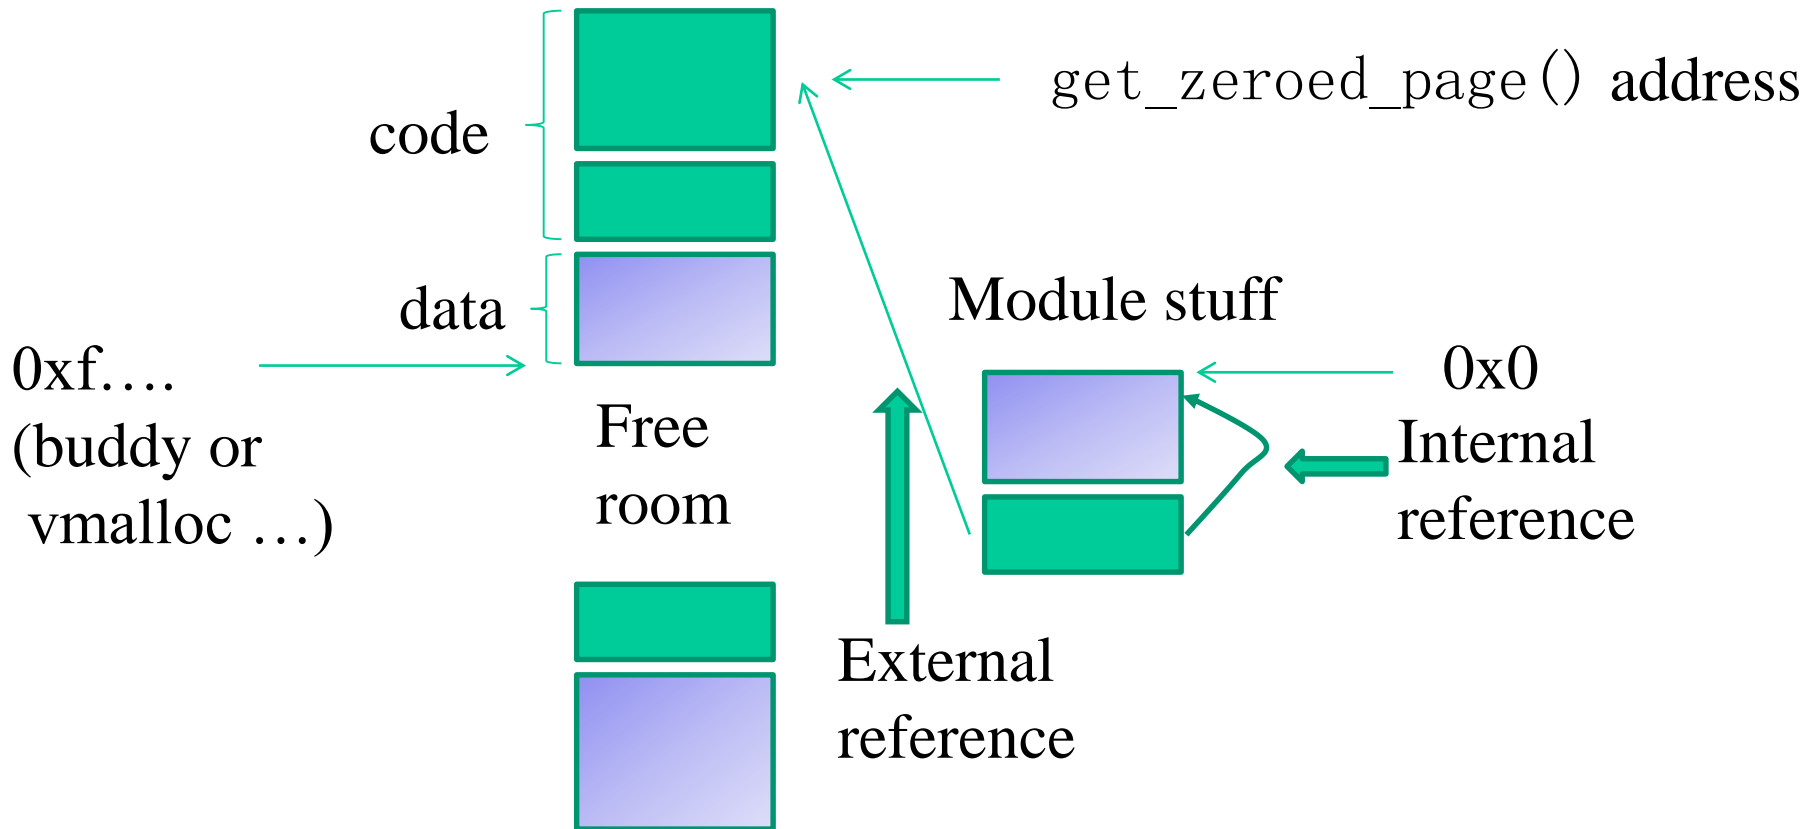 get_zeroed_page() address
code
data
Module stuff
0xf….
(buddy or
vmalloc …)
0x0
Free
room
Internal
reference
External
reference